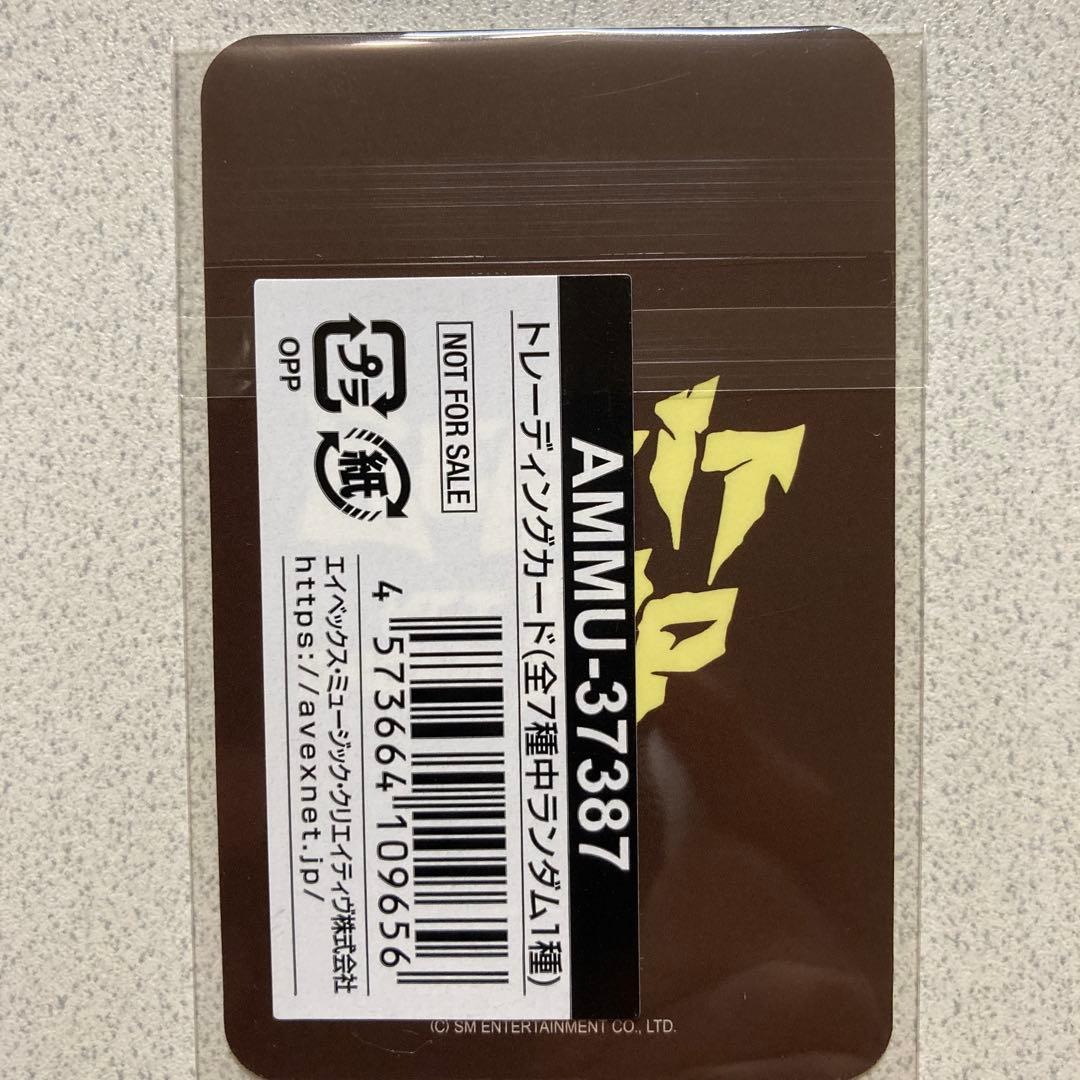 AMMU-37387
トレーディングカード(全7種中ランダム1種)
NOT FOR SALE
プラ
紙
OPP
4 573664 109656
エイベックス・ミュージック・クリエイティヴ株式会社
https://avexnet.jp/
(C) SM ENTERTAINMENT CO., LTD.